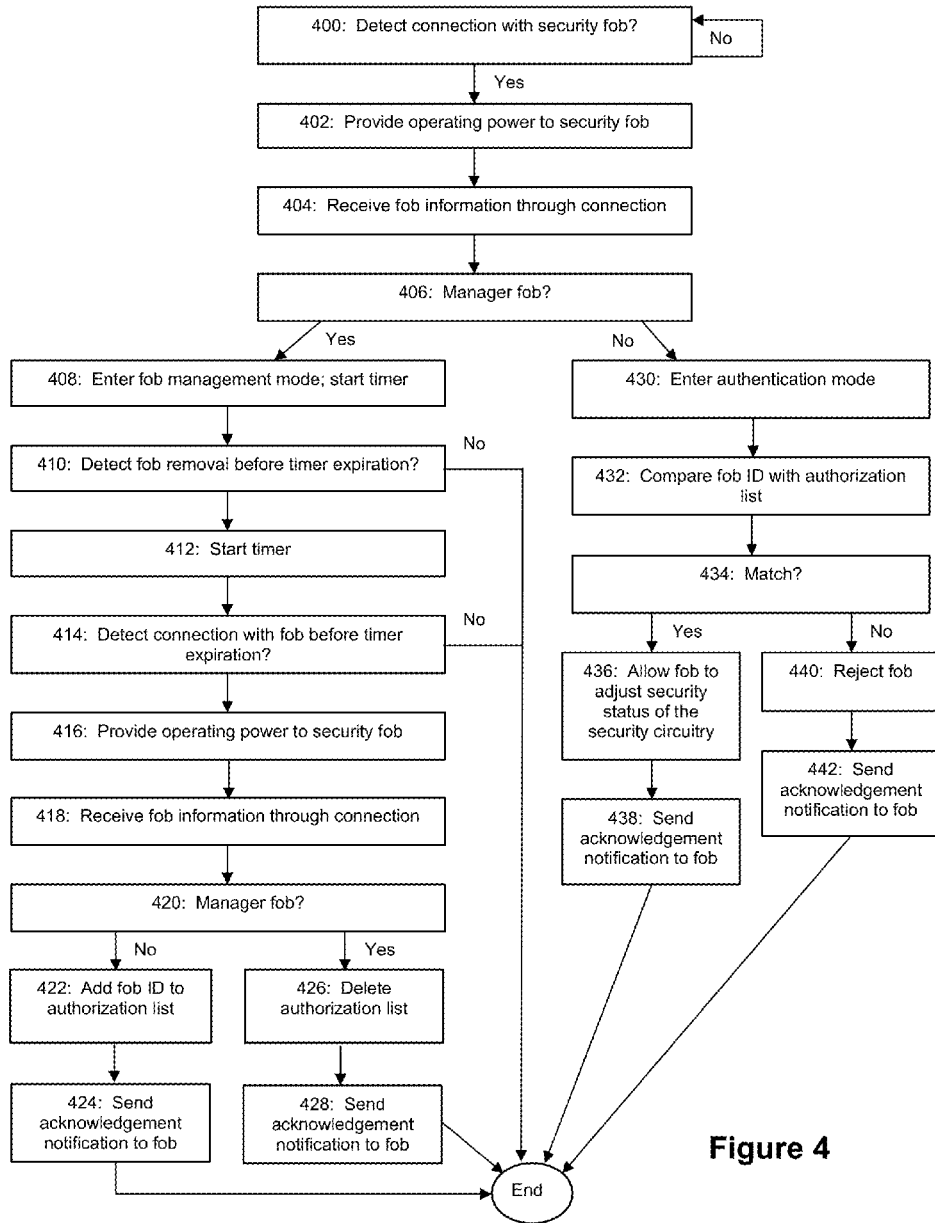 400: Detect connection with security fob?
No
Yes
402: Provide operating power to security fob
404: Receive fob information through connection
406: Manager fob?
Yes
No
408: Enter fob management mode; start timer
430: Enter authentication mode
No
410: Detect fob removal before timer expiration?
432: Compare fob ID with authorization
list
412: Start timer
434: Match?
No
414: Detect connection with fob before timer
expiration?
Yes
No
436: Allow fob to
adjust security
status of the
security circuitry
440: Reject fob
416: Provide operating power to security fob
442: Send
acknowledgement
notification to fob
418: Receive fob information through connection
438: Send
acknowledgement
notification to fob
420: Manager fob?
No
Yes
422: Add fob ID to
authorization list
426: Delete
authorization list
424: Send
acknowledgement
notification to fob
428: Send
acknowledgement
notification to fob
Figure 4
End